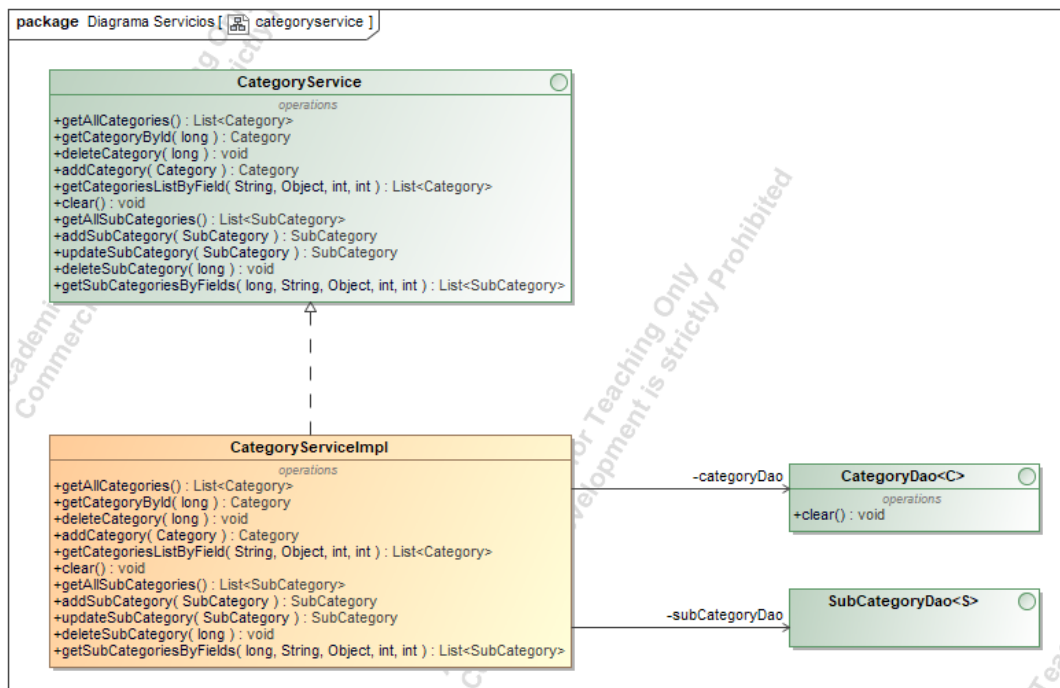 package Diagrama Servicios [ categoryservice ]
CategoryService
operations
+getAllCategories() : List<Category>
+getCategoryById( long ) : Category
+deleteCategory( long ) : void
+addCategory( Category ) : Category
+getCategoriesListByField( String, Object, int, int ) : List<Category>
+clear() : void
+getAllSubCategories() : List<SubCategory>
+addSubCategory( SubCategory ) : SubCategory
+updateSubCategory( SubCategory ) : SubCategory
+deleteSubCategory( long ) : void
+getSubCategoriesByFields( long, String, Object, int, int ) : List<SubCategory>
CategoryServiceImpl
operations
+getAllCategories() : List<Category>
+getCategoryById( long ) : Category
+deleteCategory( long ) : void
+addCategory( Category ) : Category
+getCategoriesListByField( String, Object, int, int ) : List<Category>
+clear() : void
+getAllSubCategories() : List<SubCategory>
+addSubCategory( SubCategory ) : SubCategory
+updateSubCategory( SubCategory ) : SubCategory
+deleteSubCategory( long ) : void
+getSubCategoriesByFields( long, String, Object, int, int ) : List<SubCategory>
-categoryDao
CategoryDao<C>
operations
+clear() : void
-subCategoryDao
SubCategoryDao<S>
for Teaching Only
velopment is strictly Prohibited